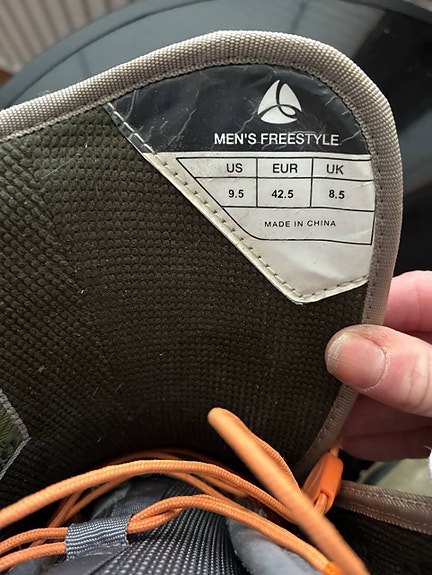 MEN'S FREESTYLE
US EUR UK
9.5 42.5 8.5
MADE IN CHINA